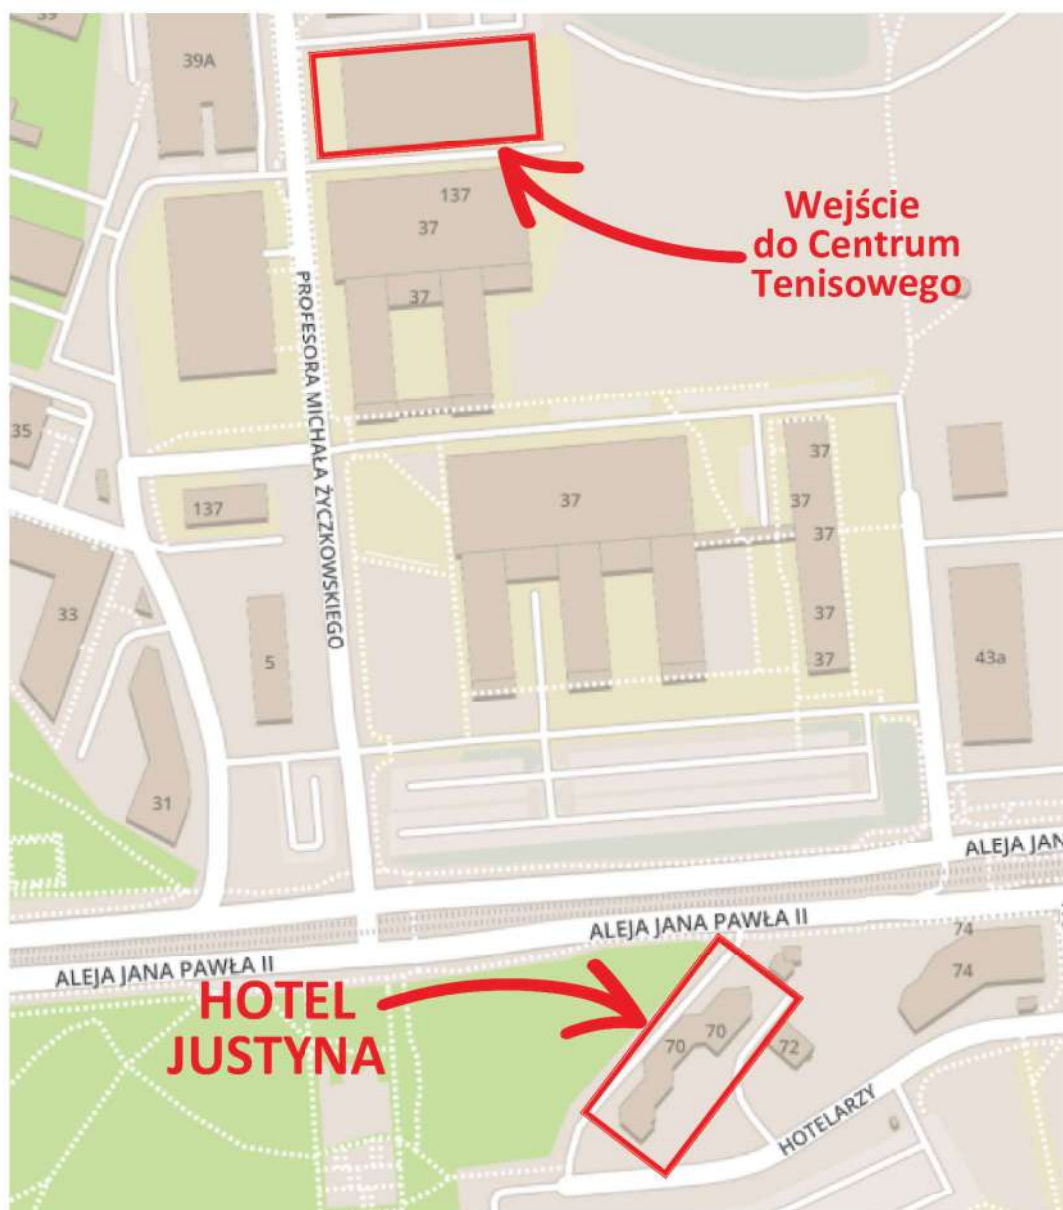 39
39A
137
37
Wejście
do Centrum
Tenisowego
37
PROFESORA MICHAŁA ŻYCZKOWSKIEGO
35
37
137
37
37
37
33
5
37
37
43a
31
ALEJA JAN
ALEJA JANA PAWŁA II
74
ALEJA JANA PAWŁA II
74
HOTEL
JUSTYNA
70
70
72
HOTELARZY